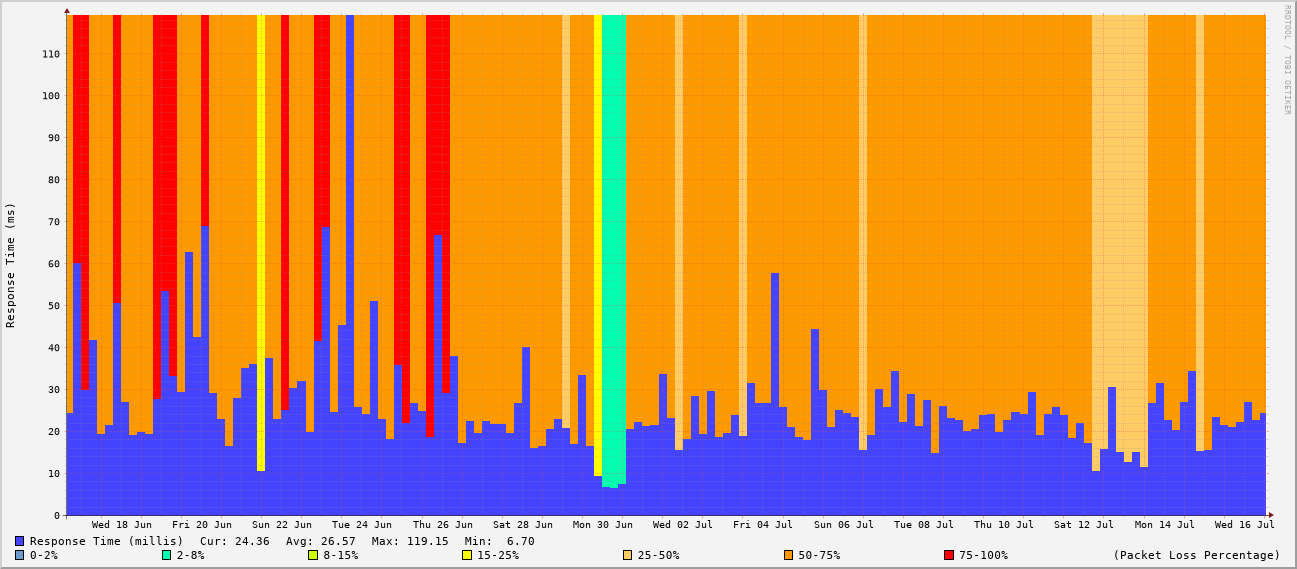 RRDTOOL / TOBI OETIKER
Response Time (ms)
110
100
90
80
70
60
50
40
30
20
10
0
Wed 18 Jun Fri 20 Jun Sun 22 Jun Tue 24 Jun Thu 26 Jun Sat 28 Jun Mon 30 Jun Wed 02 Jul Fri 04 Jul Sun 06 Jul Tue 08 Jul Thu 10 Jul Sat 12 Jul Mon 14 Jul Wed 16 Jul
Response Time (millis) Cur: 24.36 Avg: 26.57 Max: 119.15 Min: 6.70
0-2% 2-8% 8-15% 15-25% 25-50% 50-75% 75-100% (Packet Loss Percentage)